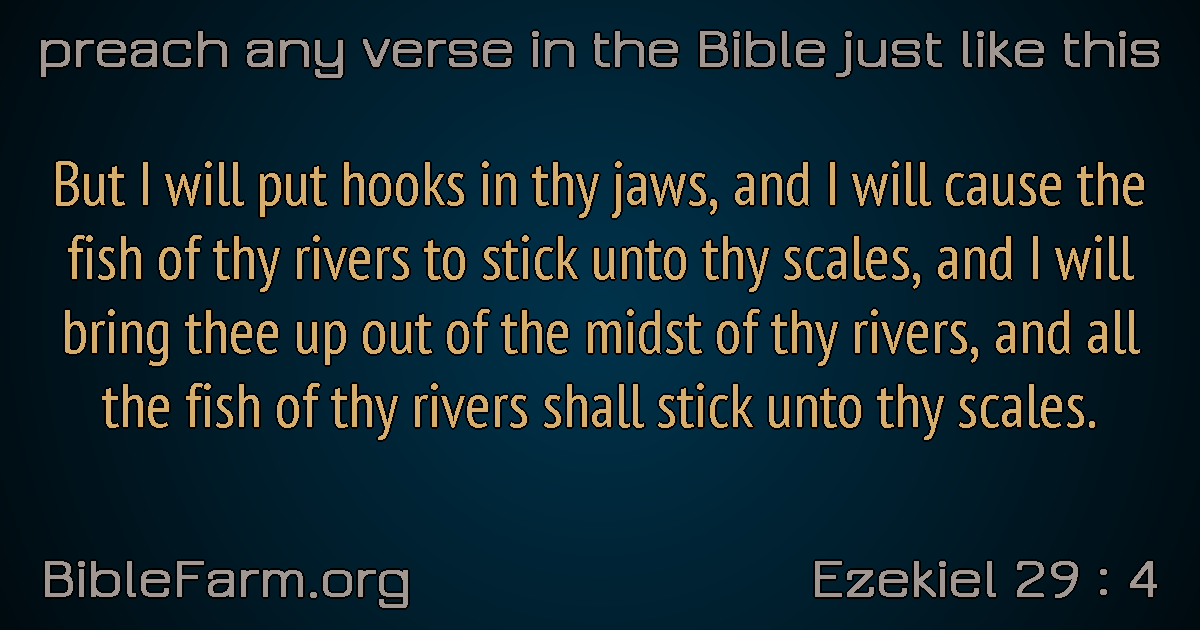 preach any verse in the Bible just like this
But I will put hooks in thy jaws, and I will cause the
fish of thy rivers to stick unto thy scales, and I will
bring thee up out of the midst of thy rivers, and all
the fish of thy rivers shall stick unto thy scales.
BibleFarm.org
Ezekiel 29 : 4